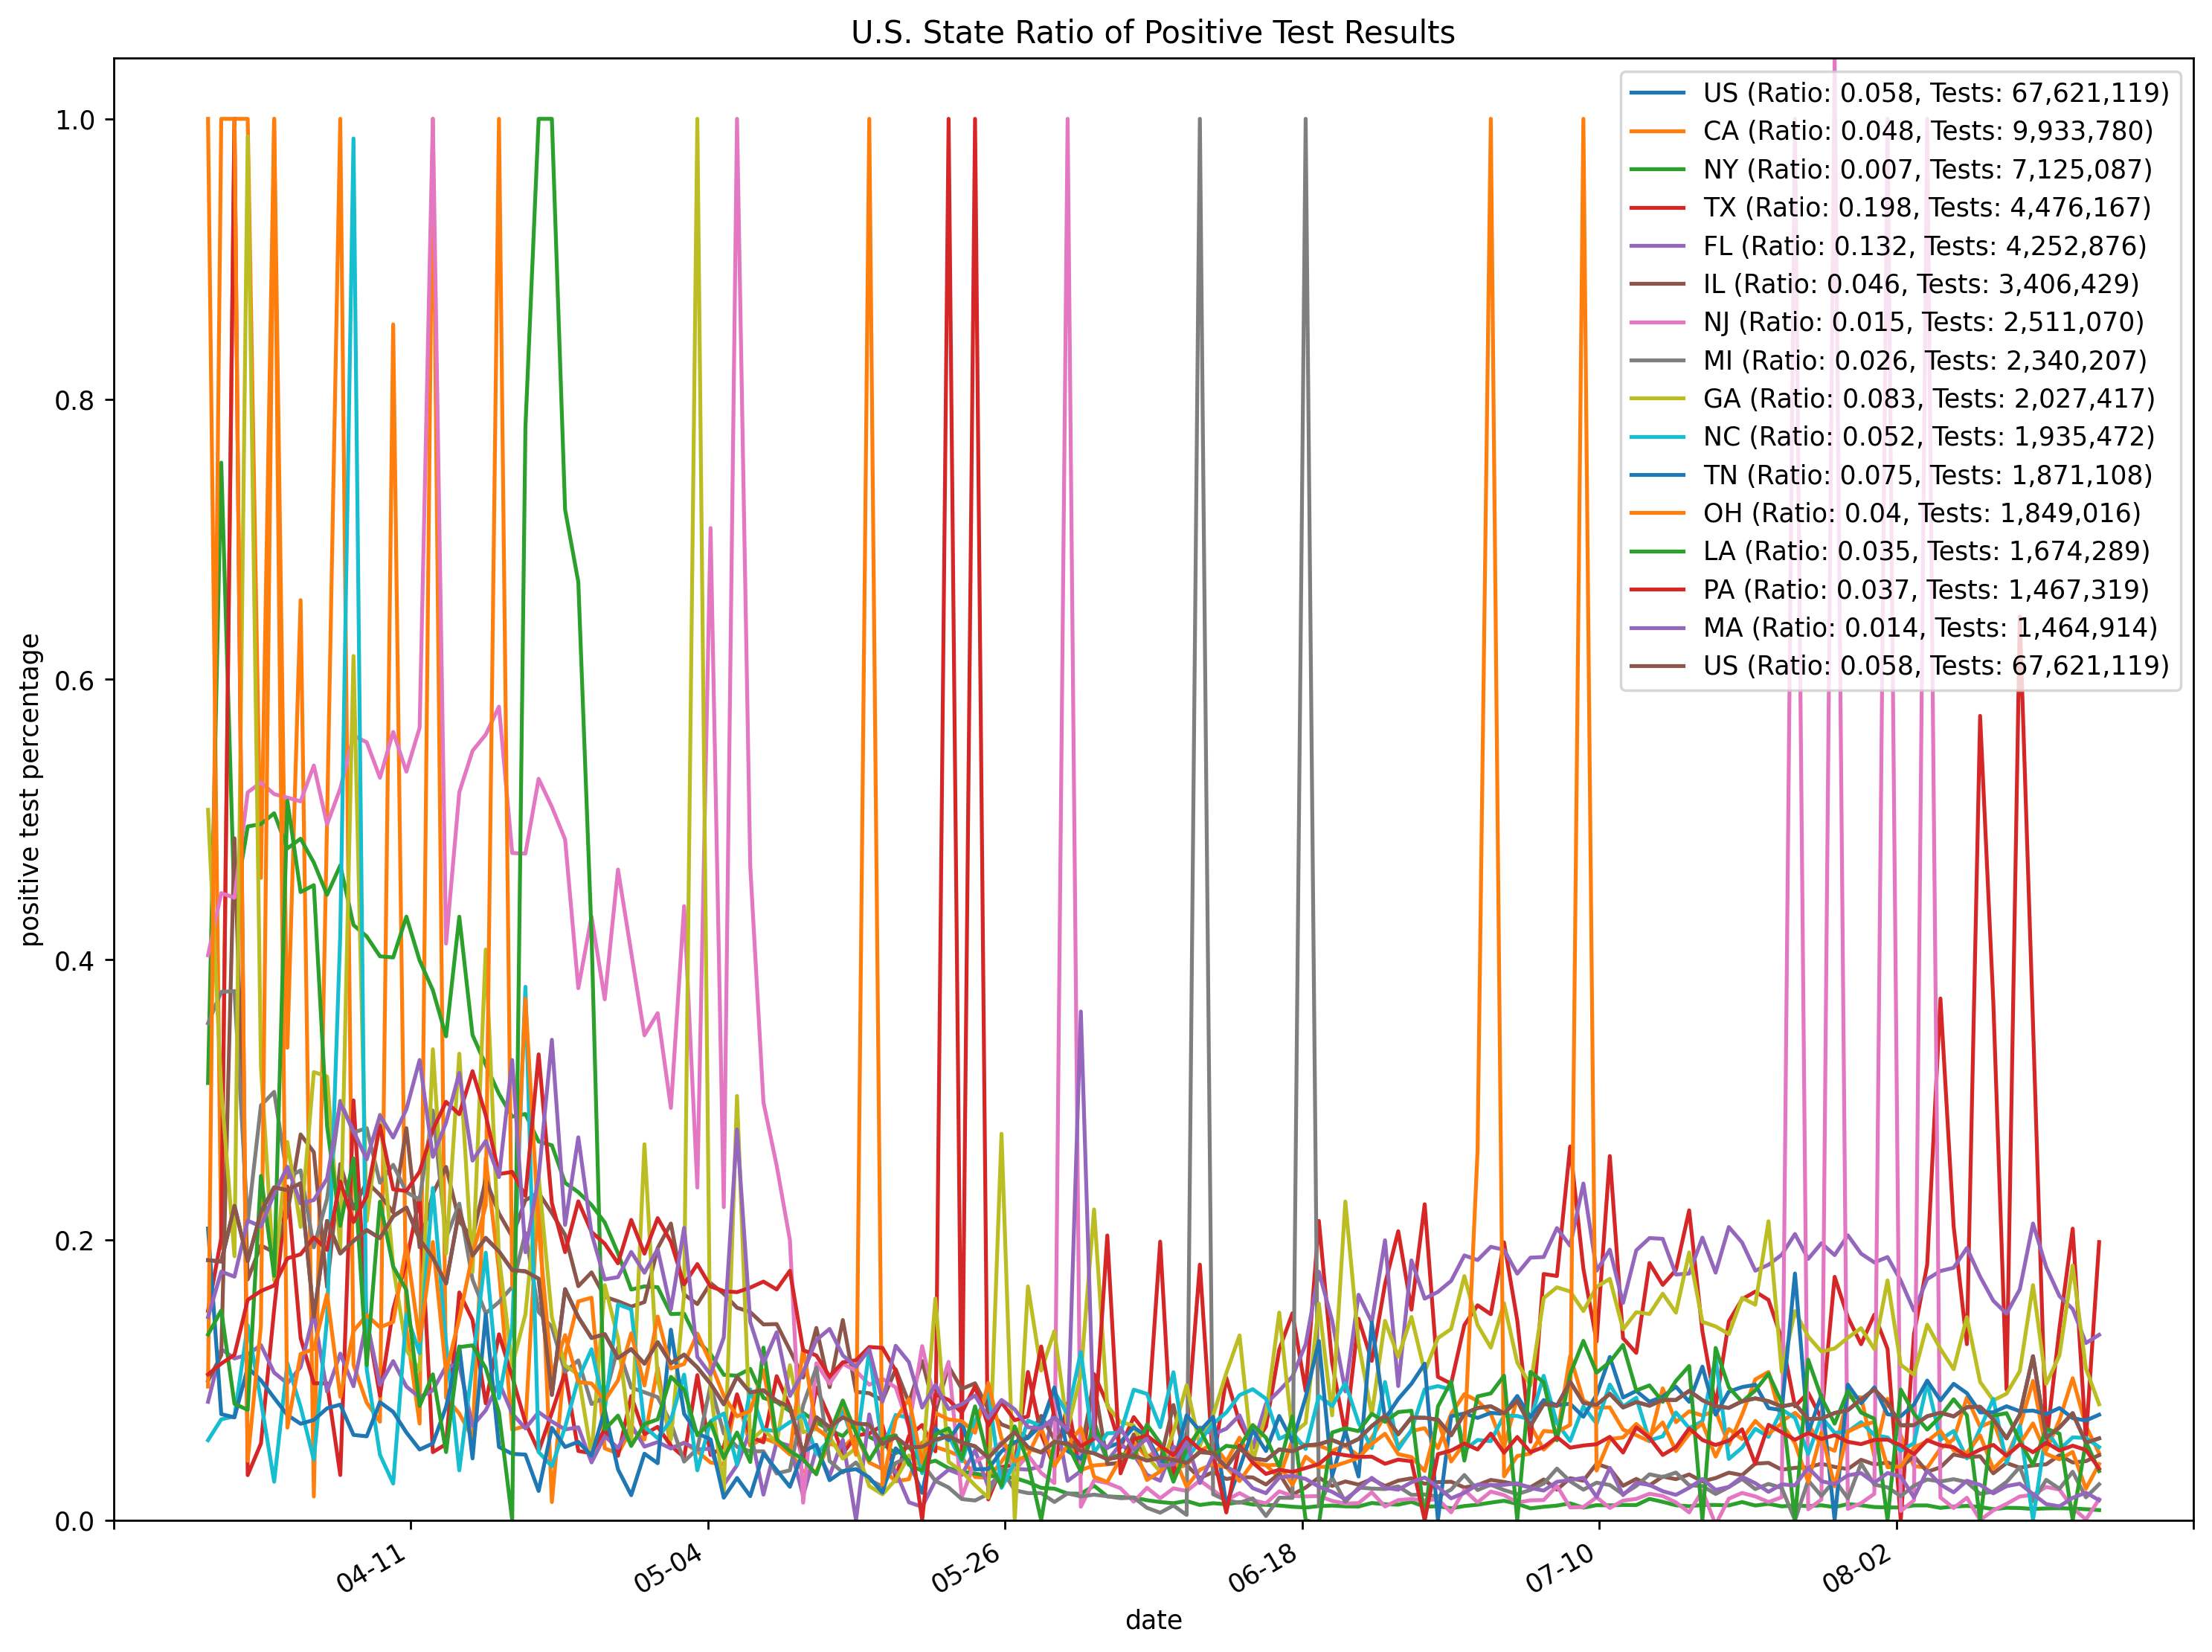 U.S. State Ratio of Positive Test Results
positive test percentage
1.0
0.8
0.6
0.4
0.2
0.0
US (Ratio: 0.058, Tests: 67,621,119)
CA (Ratio: 0.048, Tests: 9,933,780)
NY (Ratio: 0.007, Tests: 7,125,087)
TX (Ratio: 0.198, Tests: 4,476,167)
FL (Ratio: 0.132, Tests: 4,252,876)
IL (Ratio: 0.046, Tests: 3,406,429)
NJ (Ratio: 0.015, Tests: 2,511,070)
MI (Ratio: 0.026, Tests: 2,340,207)
GA (Ratio: 0.083, Tests: 2,027,417)
NC (Ratio: 0.052, Tests: 1,935,472)
TN (Ratio: 0.075, Tests: 1,871,108)
OH (Ratio: 0.04, Tests: 1,849,016)
LA (Ratio: 0.035, Tests: 1,674,289)
PA (Ratio: 0.037, Tests: 1,467,319)
MA (Ratio: 0.014, Tests: 1,464,914)
US (Ratio: 0.058, Tests: 67,621,119)
04-11
05-04
05-26
06-18
07-10
08-02
date